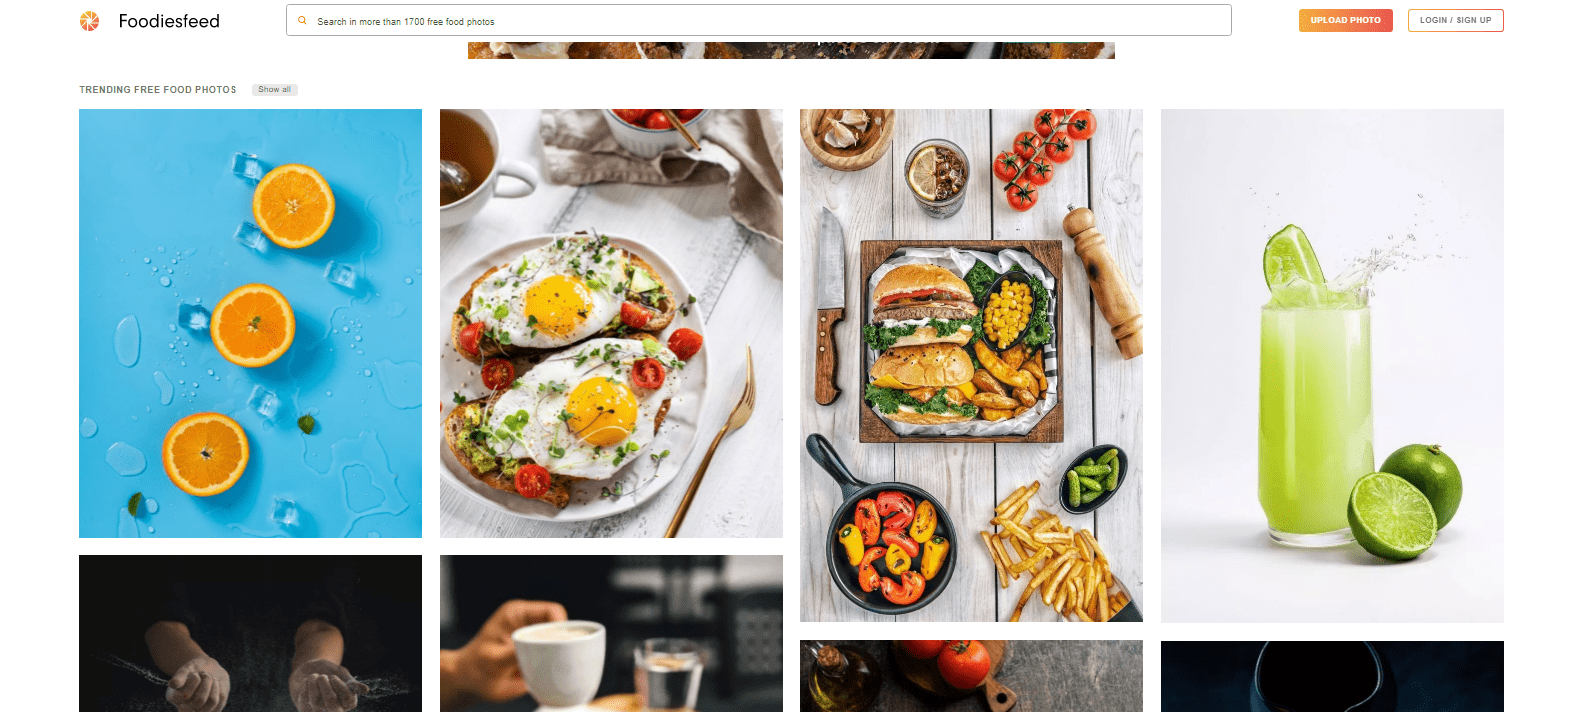 Foodiesfeed
Search in more than 1700 free food photos
UPLOAD PHOTO
LOGIN / SIGN UP
TRENDING FREE FOOD PHOTOS
Show all